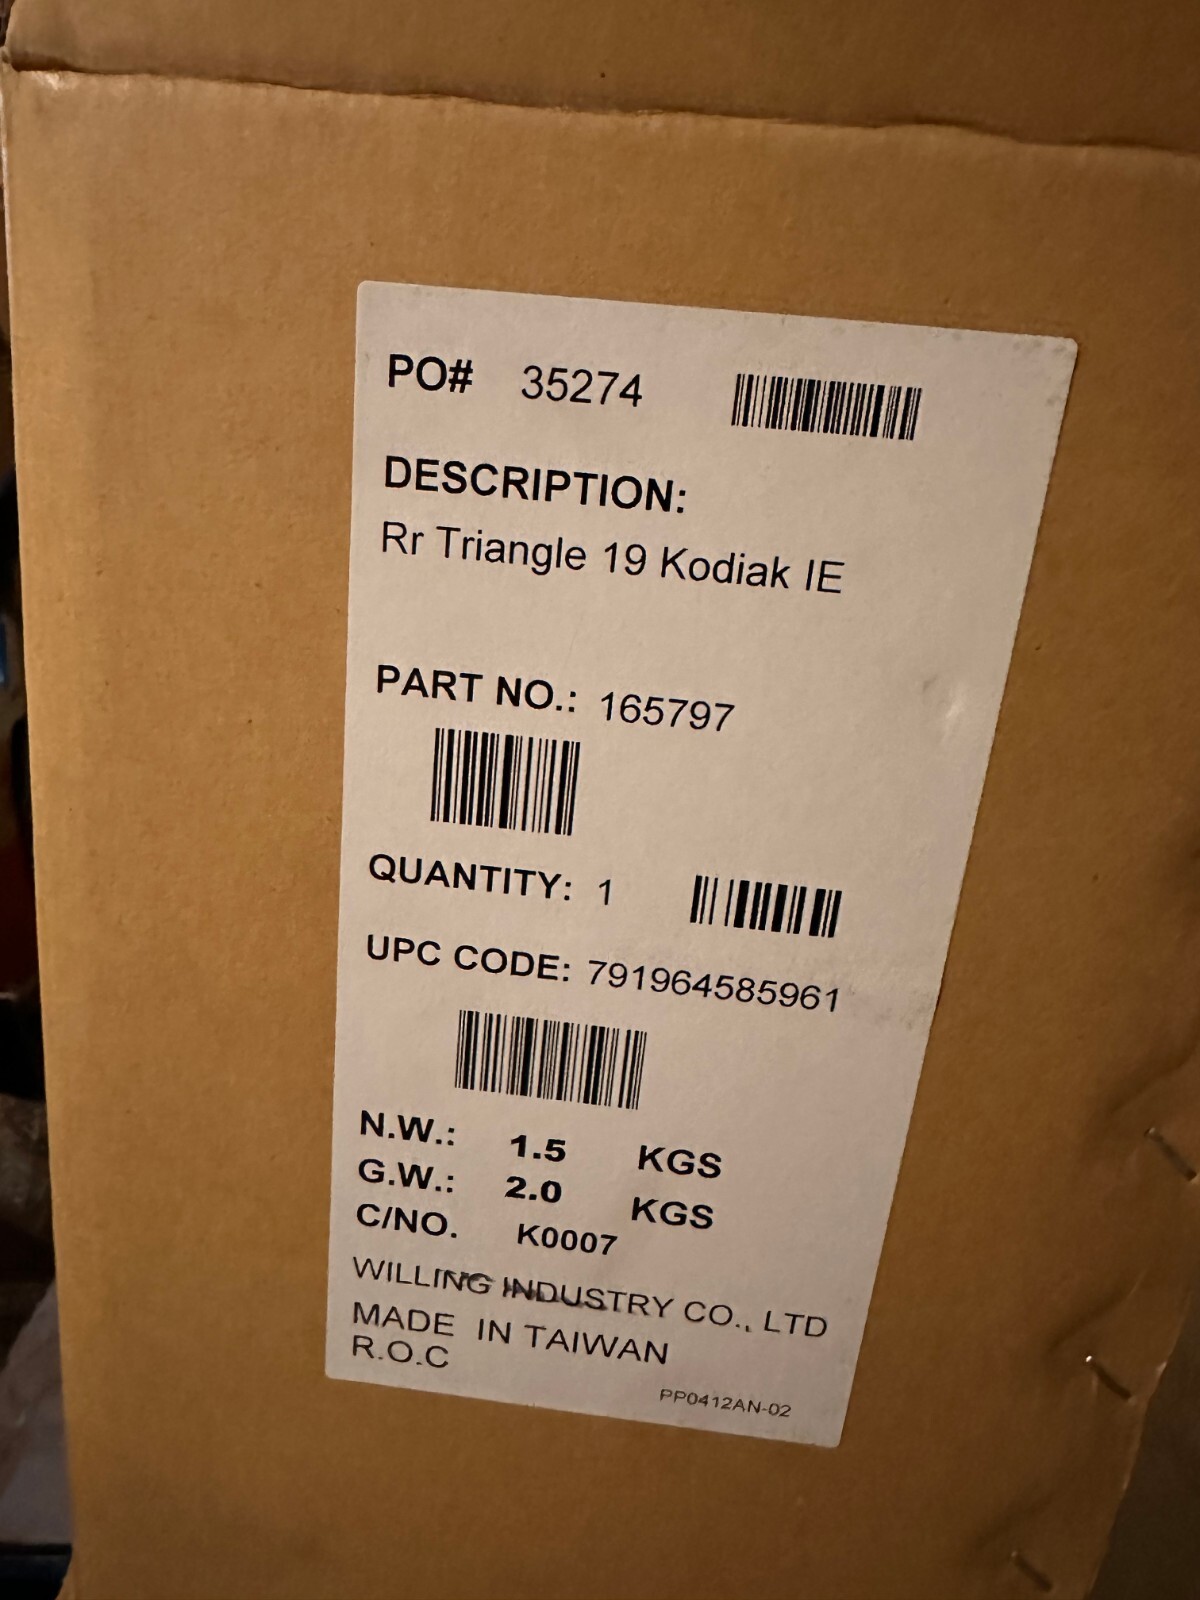 PO# 35274
DESCRIPTION:
Rr Triangle 19 Kodiak IE
PART NO.: 165797
QUANTITY: 1
UPC CODE: 791964585961
N.W.: 1.5 KGS
G.W.: 2.0 KGS
C/NO. K0007
WILLING INDUSTRY CO., LTD
MADE IN TAIWAN
R.O.C
PP0412AN-02